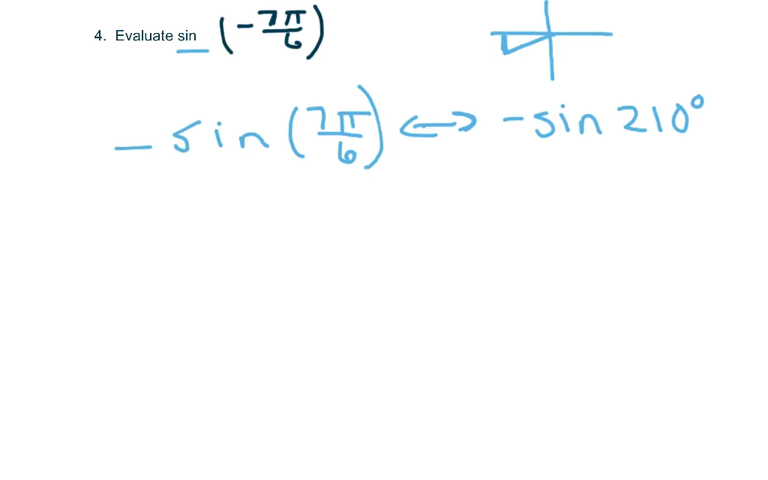 4. Evaluate sin (-7π/6)
- sin (7π/6) ⟷ - sin 210°